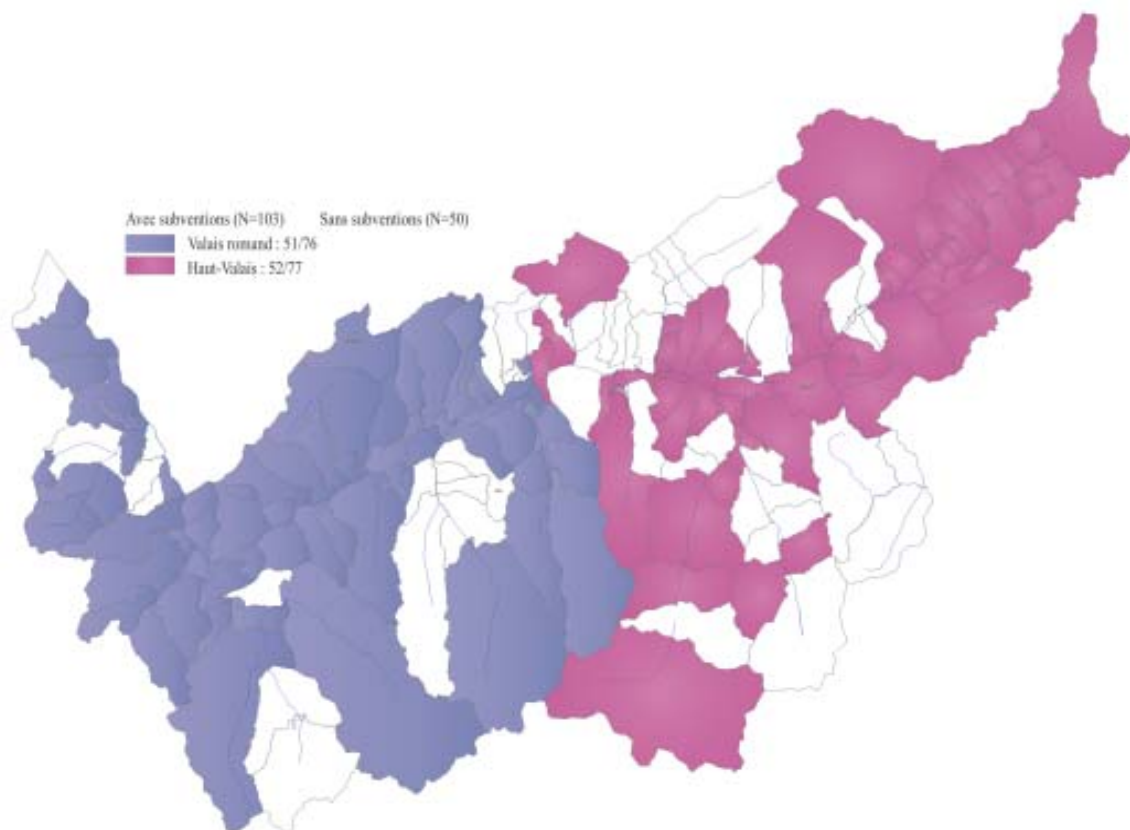 Avec subventions (N=103) Sans subventions (N=50)
Valais romand : 51/76
Haut-Valais : 52/77